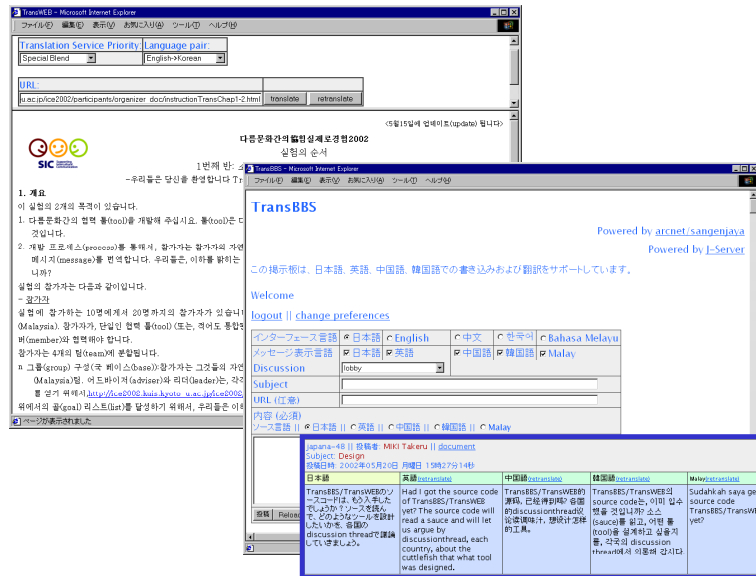 TransWEB - Microsoft Internet Explorer
ファイル(F) 編集(E) 表示(V) お気に入り(A) ツール(T) ヘルプ(H)
Translation Service Priority: Language pair:
Special Blend English->Korean
URL:
u.ac.jp/ice2002/participants/organizer_doc/instructionTransChap1-2.html translate retranslate
<5월15일에 업데이트(update) 됩니다>
다름문화간의協働실제로경험2002
실험의 순서
SIC
1번째 반:
-우리들은 당신을 환영합니다 Tr
1. 개요
이 실험의 2개의 목적이 있습니다.
1. 다름문화간의 협력 툴(tool)을 개발해 주십시요. 툴(tool)은 다
것입니다.
2. 개발 프로세스(process)를 통해서, 참가자는 참가자의 자연
메시지(message)를 번역합니다. 우리들은, 이하를 밝히는
니까?
실험의 참가자는 다음과 같이입니다.
- 참가자
실험에 참가하는 10명에게서 20명까지의 참가자가 있습니
(Malaysia). 참가자가, 단일인 협력 툴(tool) (또는, 적어도 통합된
버(member)와 협력해야 합니다.
참가자는 4개의 팀(team)에 분할됩니다.
n 그룹(group) 구성(국 베이스(base)):참가자는 그것들의 자연
(Malaysia)팀. 어드바이저(adviser)와 리더(leader)는, 각각
를 얻기 위해서,http://ice2002.kuis.kyoto-u.ac.jp/ice2002,
위에서의 골(goal) 리스트(list)를 달성하기 위해서, 우리들은 이하
ページが表示されました
TransBBS - Microsoft Internet Explorer
ファイル(F) 編集(E) 表示(V) お気に入り(A) ツール(T) ヘルプ(H)
TransBBS
Powered by arcnet/sangenjaya
Powered by J-Server
この掲示板は、日本語、英語、中国語、韓国語での書き込みおよび翻訳をサポートしています。
Welcome
logout || change preferences
インターフェース言語 日本語 English 中文 한국어 Bahasa Melayu
メッセージ表示言語 日本語 英語 中国語 韓国語 Malay
Discussion lobby
Subject
URL (任意)
内容 (必須)
ソース言語 || 日本語 || 英語 || 中国語 || 韓国語 || Malay
投稿 Reload
japana-48 || 投稿者: MIKI Takeru || document
Subject: Design
投稿日時: 2002年05月20日 月曜日 15時27分14秒
日本語 英語(retranslate) 中国語(retranslate) 韓国語(retranslate) Malay(retranslate)
TransBBS/TransWEBのソースコードは、もう入手したでしょうか?ソースを読んで、どのようなツールを設計したいかを、各国のdiscussion threadで議論していきましょう。
Had I got the source code of TransBBS/TransWEB yet? The source code will read a sauce and will let us argue by discussionthread, each country, about the cuttlefish that what tool was designed.
TransBBS/TransWEB的源码,已经得到吗?各国的discussionthread议论读调味汁,想设计怎样的工具。
TransBBS/TransWEB의 source code는, 이미 입수했을 것입니까? 소스(sauce)를 읽고, 어떤 툴(tool)을 설계하고 싶을지를, 각국의 discussion thread에서 의론해 갑시다.
Sudahkah saya ge source code TransBBS/TransWE yet?